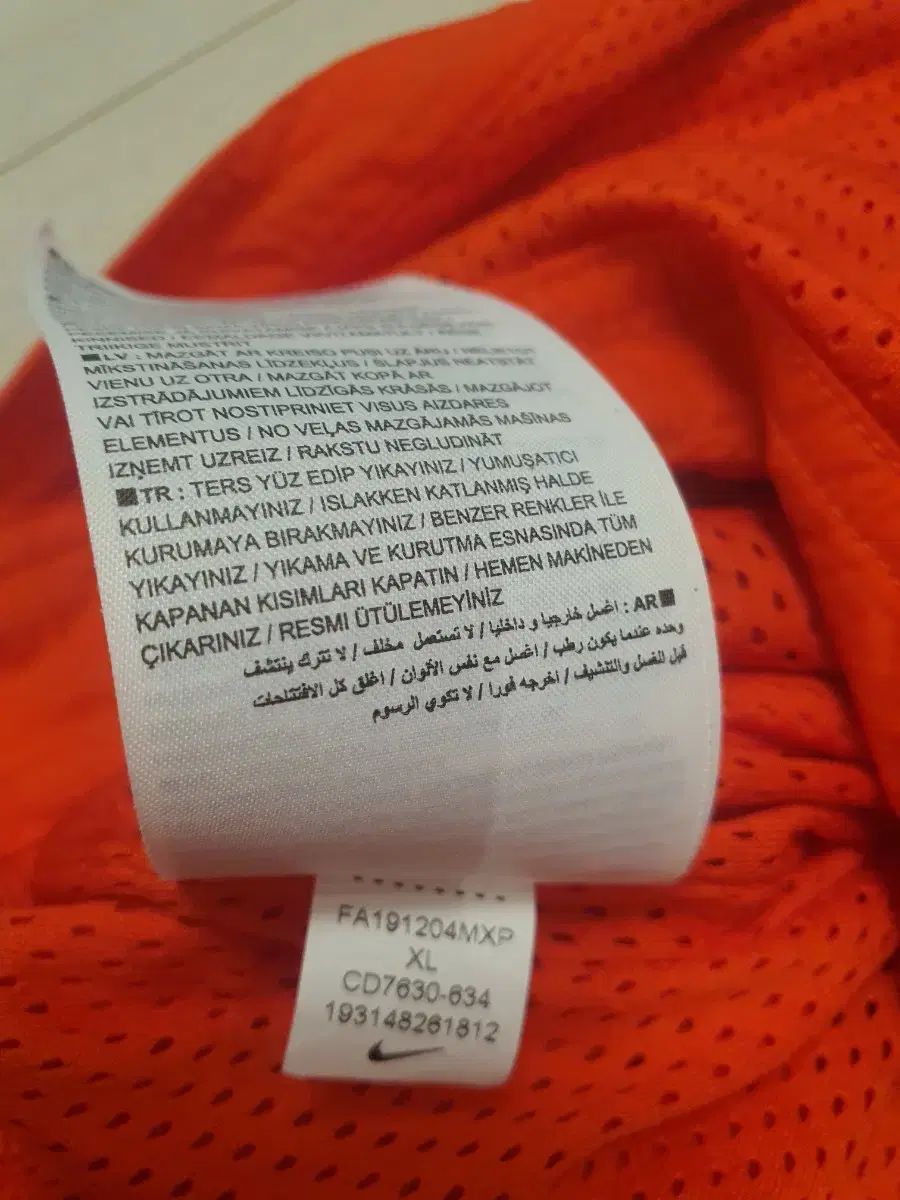 TRIIKIGE MUSTRIT
■LV : MAZGĀT AR KREISO PUSI UZ ĀRU / NELIETOT
MĪKSTINĀŠANAS LĪDZEKĻUS / SLAPJUS NEATSTĀT
VIENU UZ OTRA / MAZGĀT KOPĀ AR
IZSTRĀDĀJUMIEM LĪDZĪGĀS KRĀSĀS / MAZGĀJOT
VAI TĪROT NOSTIPRINIET VISUS AIZDARES
ELEMENTUS / NO VEĻAS MAZGĀJAMĀS MAŠĪNAS
IZŅEMT UZREIZ / RAKSTU NEGLUDINĀT
■TR : TERS YÜZ EDIP YIKAYINIZ / YUMUŞATICI
KULLANMAYINIZ / ISLAKKEN KATLANMIŞ HALDE
KURUMAYA BIRAKMAYINIZ / BENZER RENKLER İLE
YIKAYINIZ / YIKAMA VE KURUTMA ESNASINDA TÜM
KAPANAN KISIMLARI KAPATIN / HEMEN MAKİNEDEN
ÇIKARINIZ / RESMI ÜTÜLEMEYİNİZ
■AR : اغسل خارجيا و داخليا / لا تستعمل مخلف / لا تترك ينتشف
وحده عندما يكون رطب / اغسل مع نفس الألوان / اغلق كل الافتتاحات
قبل الغسل والتنشيف / اخرجه فورا / لا تكوي الرسوم
FA191204MXP
XL
CD7630-634
193148261812